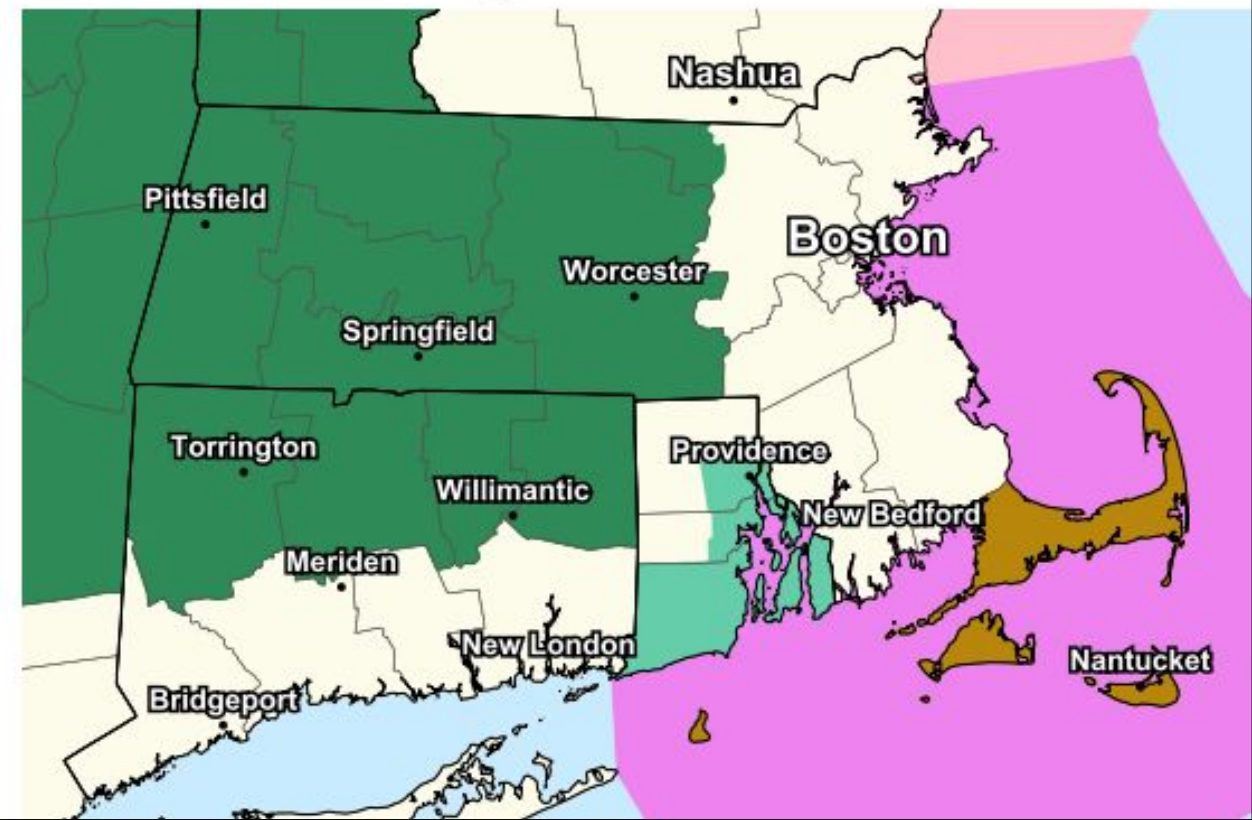 Nashua
Pittsfield
Boston
Worcester
Springfield
Torrington
Providence
Willimantic
New Bedford
Meriden
New London
Nantucket
Bridgeport